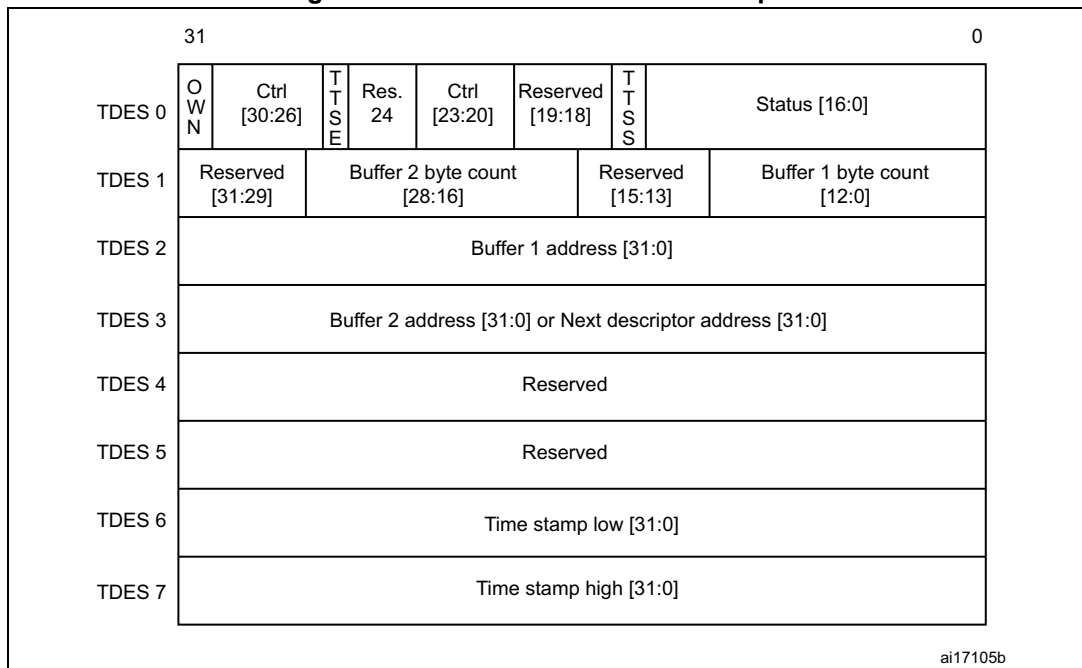 31 0
TDES 0 OWN Ctrl [30:26] TTSE Res. 24 Ctrl [23:20] Reserved [19:18] TTSS Status [16:0]
TDES 1 Reserved [31:29] Buffer 2 byte count [28:16] Reserved [15:13] Buffer 1 byte count [12:0]
TDES 2 Buffer 1 address [31:0]
TDES 3 Buffer 2 address [31:0] or Next descriptor address [31:0]
TDES 4 Reserved
TDES 5 Reserved
TDES 6 Time stamp low [31:0]
TDES 7 Time stamp high [31:0]
ai17105b